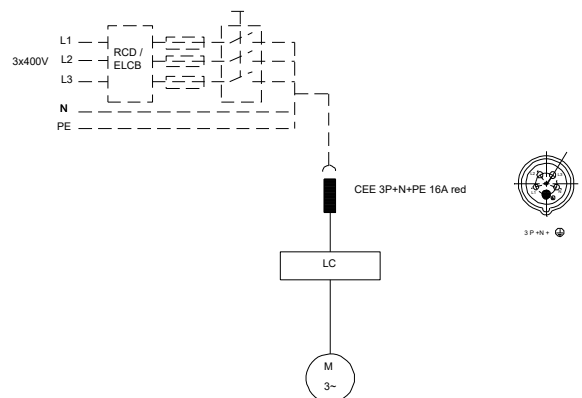 L1
3x400V
L2
L3
RCD /
ELCB
N
PE
CEE 3P+N+PE 16A red
3 P +N +
LC
M
3~